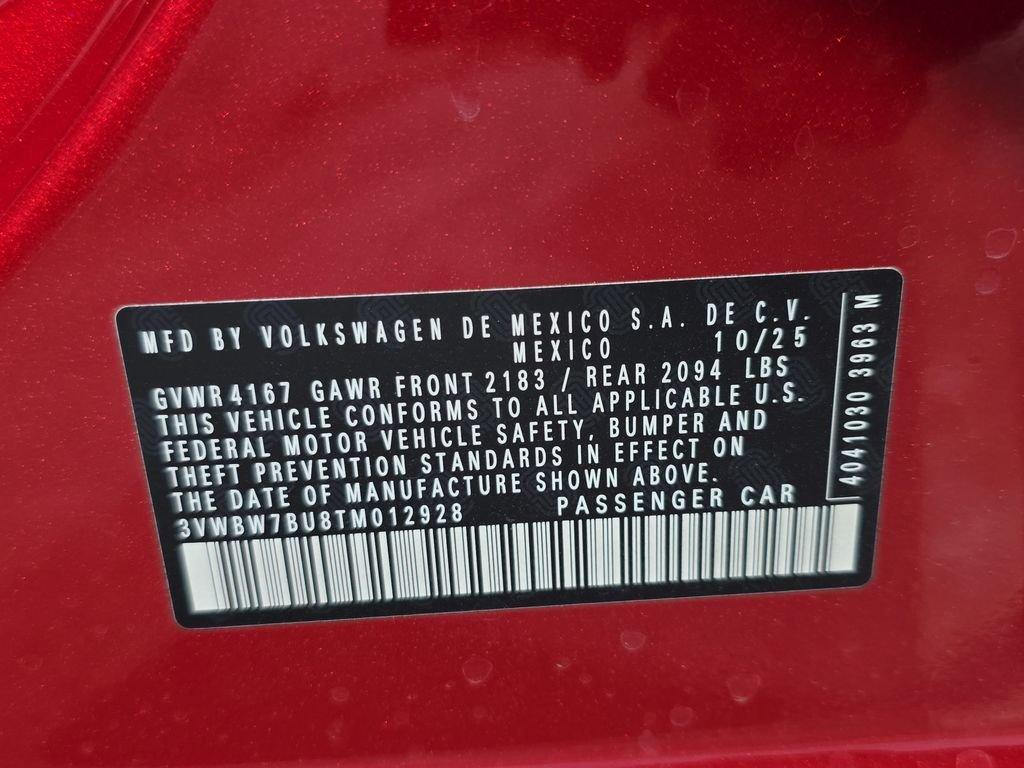 MFD BY VOLKSWAGEN DE MEXICO S.A. DE C.V.
MEXICO 10/25
GVWR 4167 GAWR FRONT 2183 / REAR 2094 LBS
THIS VEHICLE CONFORMS TO ALL APPLICABLE U.S.
FEDERAL MOTOR VEHICLE SAFETY, BUMPER AND
THEFT PREVENTION STANDARDS IN EFFECT ON
THE DATE OF MANUFACTURE SHOWN ABOVE.
3VWBW7BU8TM012928 PASSENGER CAR
4041030 3963 M